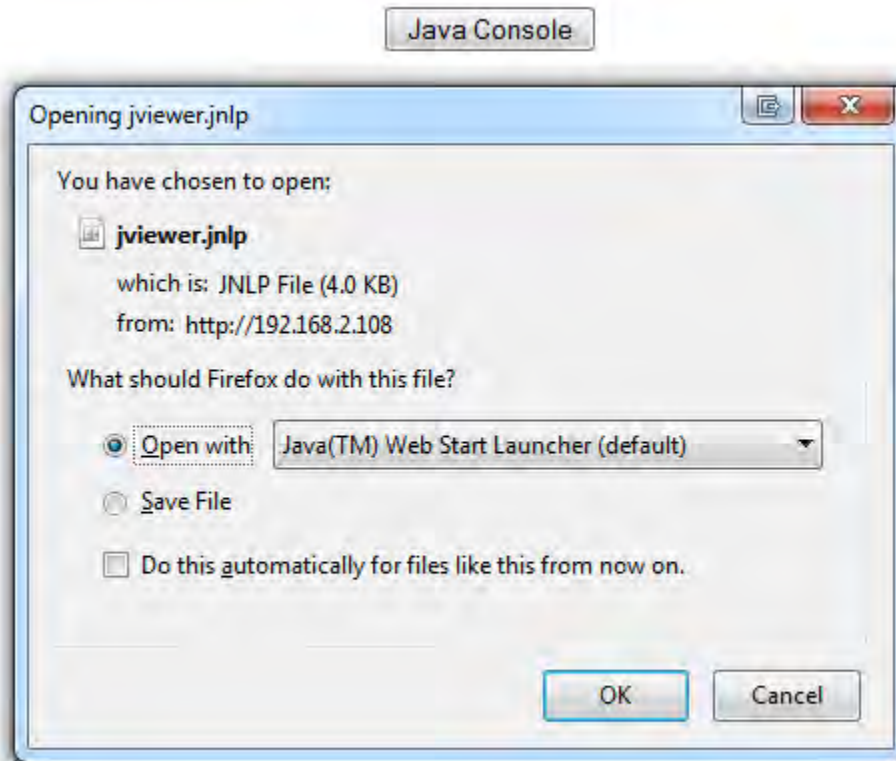 Java Console
Opening jviewer.jnlp
You have chosen to open:
jviewer.jnlp
which is: JNLP File (4.0 KB)
from: http://192.168.2.108
What should Firefox do with this file?
Open with Java(TM) Web Start Launcher (default)
Save File
Do this automatically for files like this from now on.
OK Cancel